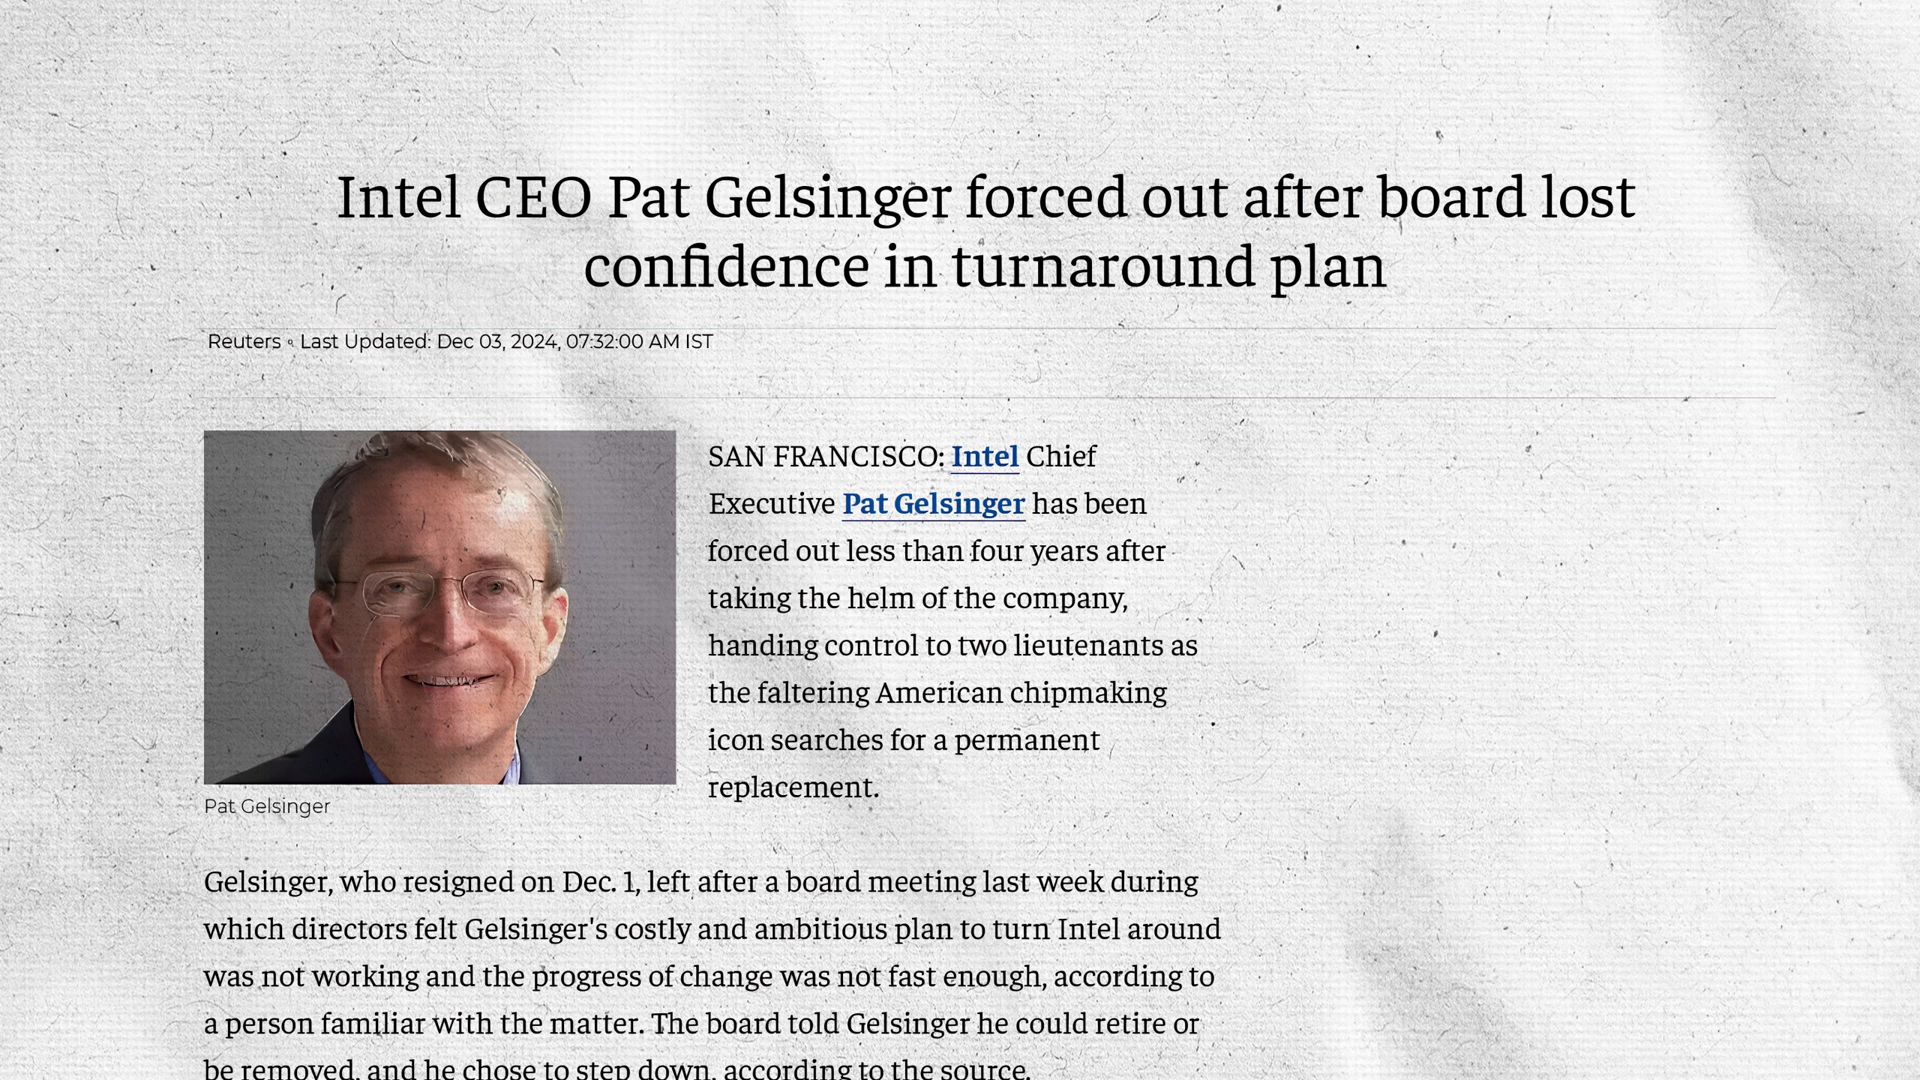 Intel CEO Pat Gelsinger forced out after board lost
confidence in turnaround plan
Reuters ◦ Last Updated: Dec 03, 2024, 07:32:00 AM IST
SAN FRANCISCO: Intel Chief
Executive Pat Gelsinger has been
forced out less than four years after
taking the helm of the company,
handing control to two lieutenants as
the faltering American chipmaking
icon searches for a permanent
replacement.
Pat Gelsinger
Gelsinger, who resigned on Dec. 1, left after a board meeting last week during
which directors felt Gelsinger's costly and ambitious plan to turn Intel around
was not working and the progress of change was not fast enough, according to
a person familiar with the matter. The board told Gelsinger he could retire or
be removed, and he chose to step down, according to the source.